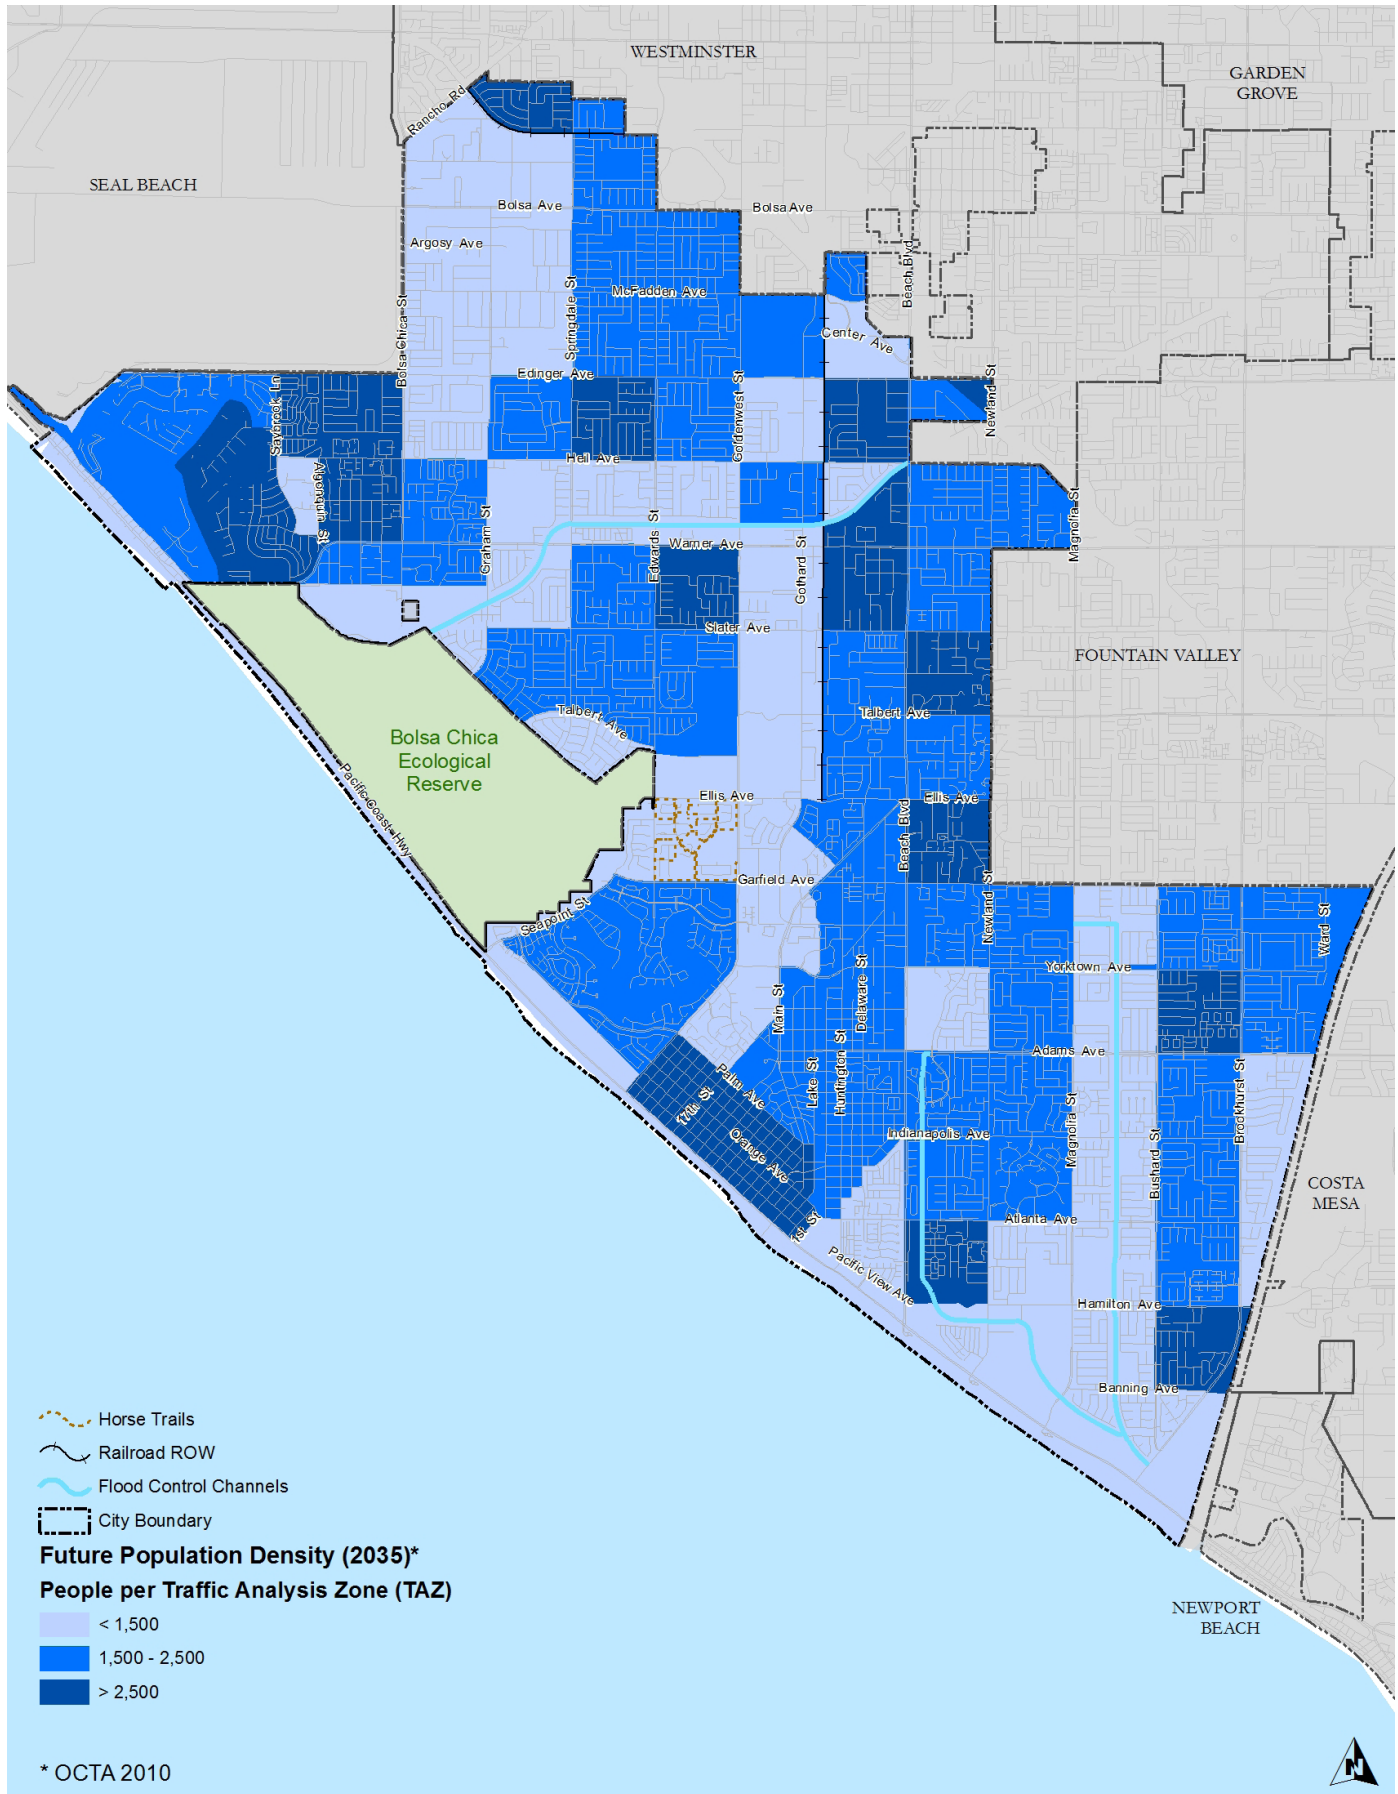 WESTMINSTER
GARDEN
GROVE
Rancho Rd
SEAL BEACH
Bolsa Ave
Bolsa Ave
Argosy Ave
Beach Blvd
Springdale St
McFadden Ave
Bolsa Chica St
Center Ave
Edinger Ave
Newland St
Goldenwest St
Saybrook Ln
Heil Ave
Algonquin St
Magnolia St
Graham St
Edwards St
Warner Ave
Gothard St
Slater Ave
FOUNTAIN VALLEY
Talbert Ave
Talbert Ave
Bolsa Chica
Ecological
Reserve
Pacific Coast Hwy
Ellis Ave
Ellis Ave
Beach Blvd
Garfield Ave
Newland St
Seapoint St
Ward St
Yorktown Ave
Main St
Delaware St
Adams Ave
Lake St
Huntington St
Palm Ave
17th St
Orange Ave
Indianapolis Ave
Magnolia St
Bushard St
Brookhurst St
COSTA
MESA
1st St
Atlanta Ave
Pacific View Ave
Hamilton Ave
Banning Ave
Horse Trails
Railroad ROW
Flood Control Channels
City Boundary
Future Population Density (2035)*
People per Traffic Analysis Zone (TAZ)
< 1,500
1,500 - 2,500
> 2,500
NEWPORT
BEACH
* OCTA 2010
N